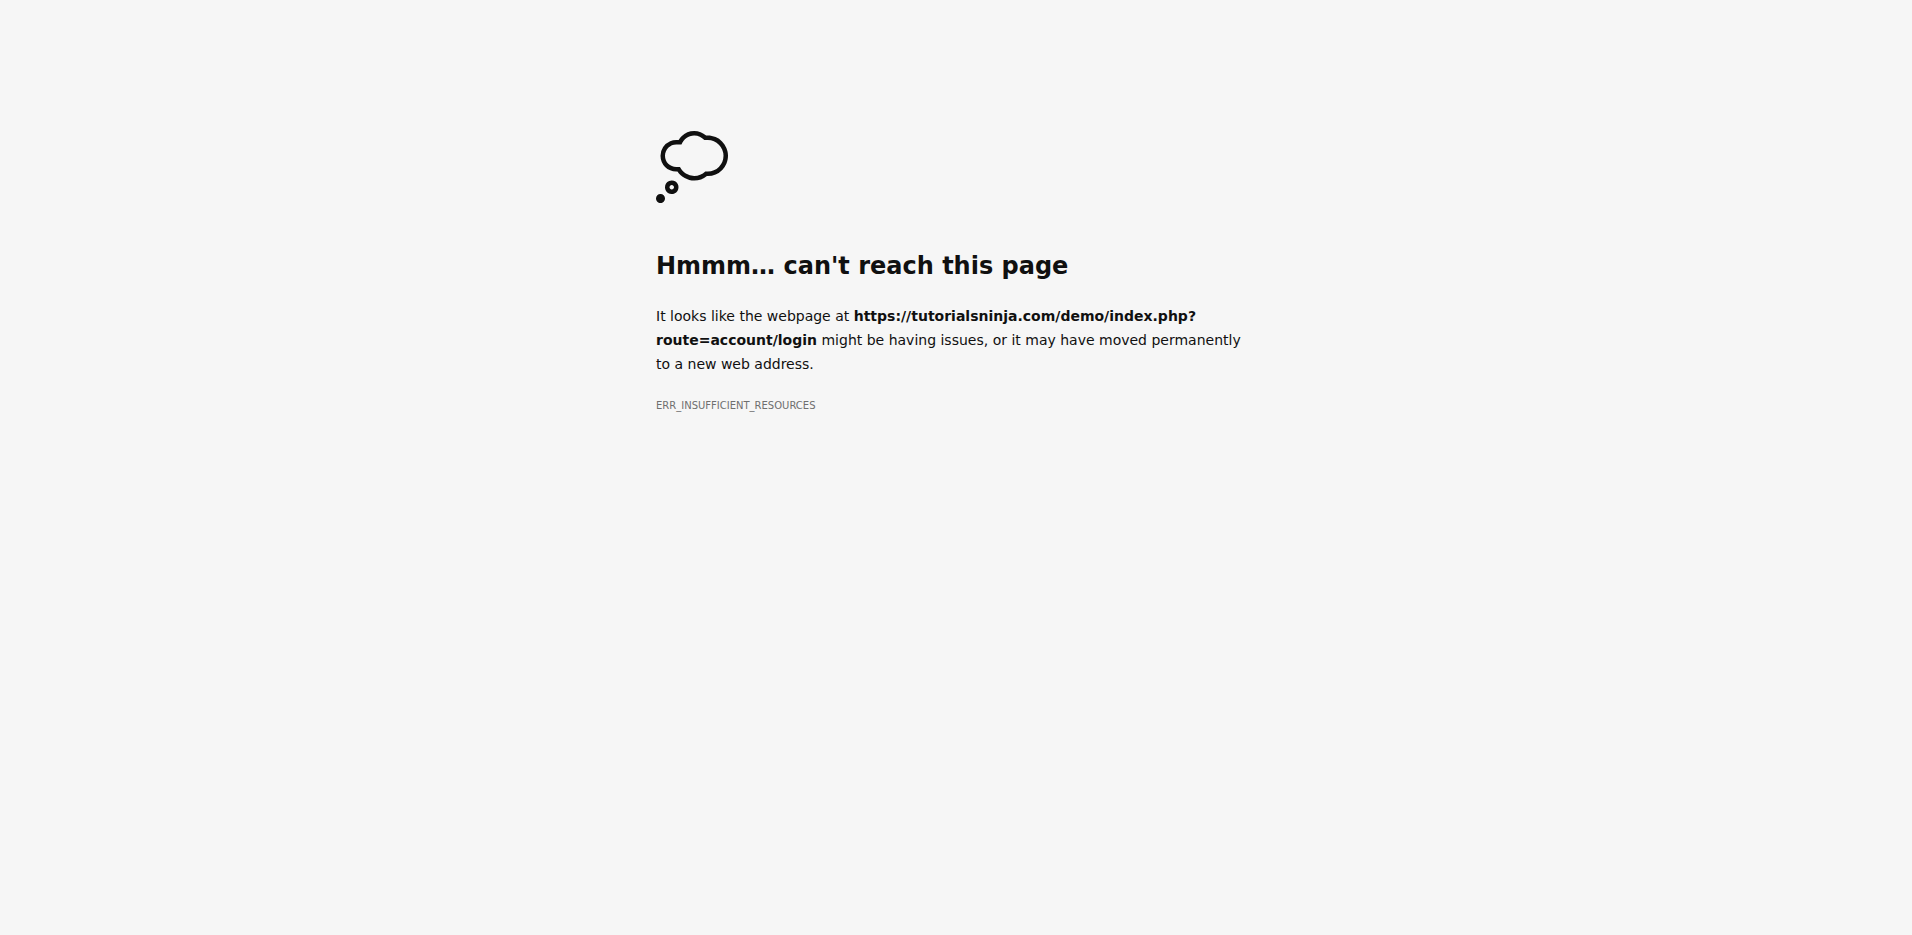 Hmmm… can't reach this page
It looks like the webpage at https://tutorialsninja.com/demo/index.php?
route=account/login might be having issues, or it may have moved permanently
to a new web address.
ERR_INSUFFICIENT_RESOURCES